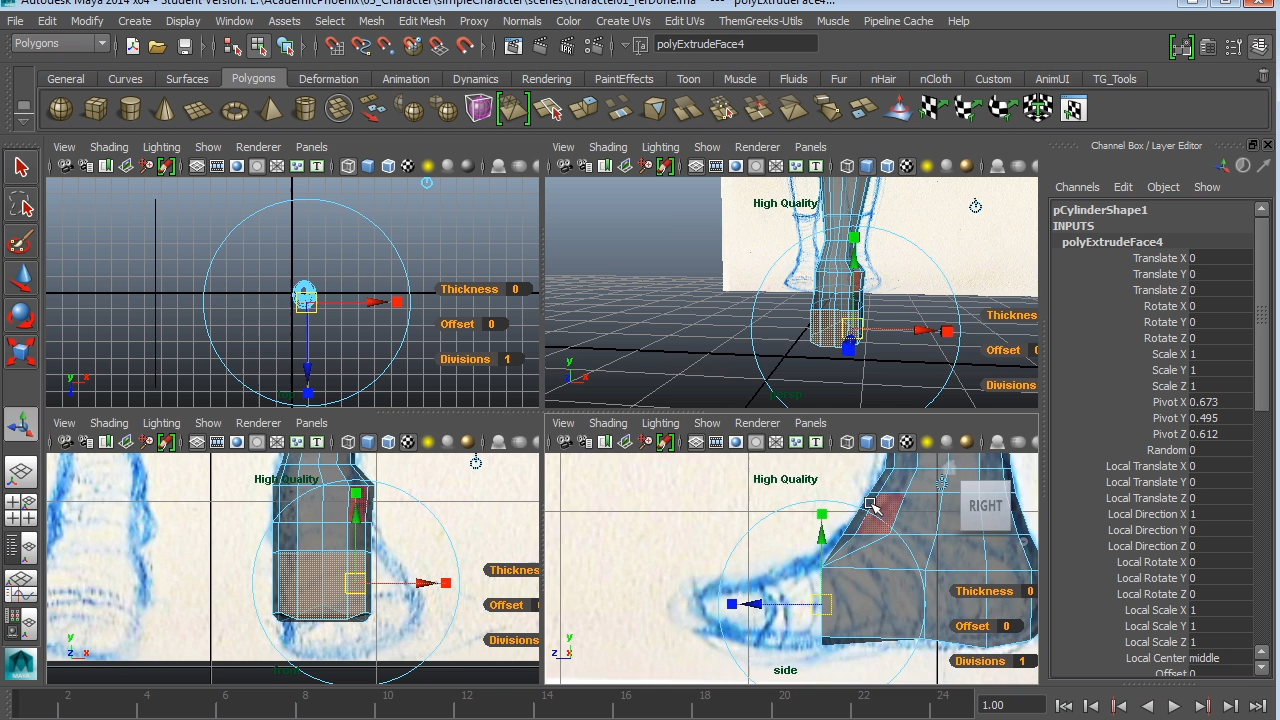 Autodesk Maya 2014 x64 - Student Version: E:\AcademicPhoenix\05_Character\simpleCharacter\scenes\character01_refDone.ma --- polyExtrudeFace4...
File Edit Modify Create Display Window Assets Select Mesh Edit Mesh Proxy Normals Color Create UVs Edit UVs ThemGreeks-Utils Muscle Pipeline Cache Help
Polygons polyExtrudeFace4
General Curves Surfaces Polygons Deformation Animation Dynamics Rendering PaintEffects Toon Muscle Fluids Fur nHair nCloth Custom AnimUI TG_Tools
Channel Box / Layer Editor
View Shading Lighting Show Renderer Panels
View Shading Lighting Show Renderer Panels
Channels Edit Object Show
High Quality
Thickness 0
Offset 0
Divisions 1
y x
top
Thickness
Offset 0
Divisions
y x
persp
View Shading Lighting Show Renderer Panels
View Shading Lighting Show Renderer Panels
High Quality
Thickness
Offset
Divisions
y
z x
front
High Quality
RIGHT
Thickness 0
Offset 0
Divisions 1
y
z x
side
pCylinderShape1
INPUTS
polyExtrudeFace4
Translate X 0
Translate Y 0
Translate Z 0
Rotate X 0
Rotate Y 0
Rotate Z 0
Scale X 1
Scale Y 1
Scale Z 1
Pivot X 0.673
Pivot Y 0.495
Pivot Z 0.612
Random 0
Local Translate X 0
Local Translate Y 0
Local Translate Z 0
Local Direction X 1
Local Direction Y 0
Local Direction Z 0
Local Rotate X 0
Local Rotate Y 0
Local Rotate Z 0
Local Scale X 1
Local Scale Y 1
Local Scale Z 1
Local Center middle
Offset 0
2 4 6 8 10 12 14 16 18 20 22 24 1.00